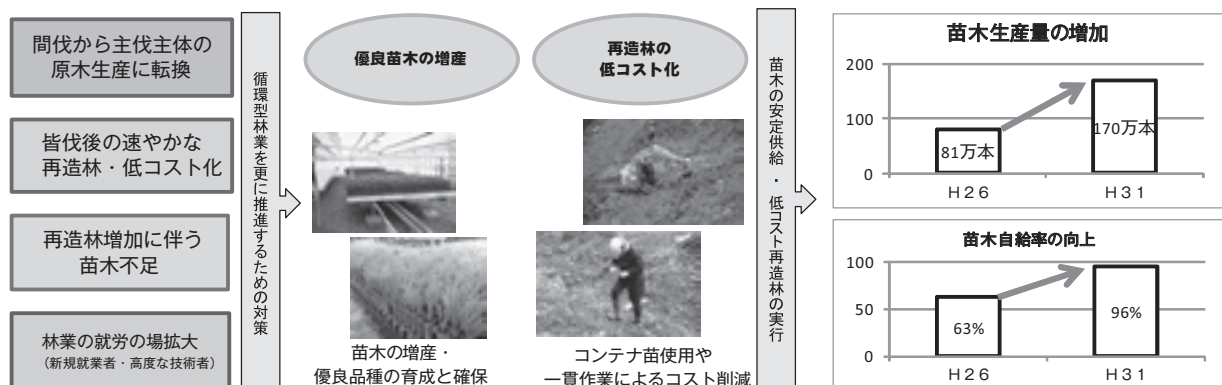 間伐から主伐主体の
原木生産に転換
皆伐後の速やかな
再造林・低コスト化
再造林増加に伴う
苗木不足
林業の就労の場拡大
(新規就業者・高度な技術者)
循環型林業を更に推進するための対策
優良苗木の増産
再造林の
低コスト化
苗木の増産・
優良品種の育成と確保
コンテナ苗使用や
一貫作業によるコスト削減
苗木の安定供給・低コスト再造林の実行
苗木生産量の増加
200
100
0
81万本
170万本
H26
H31
苗木自給率の向上
100
50
0
63%
96%
H26
H31